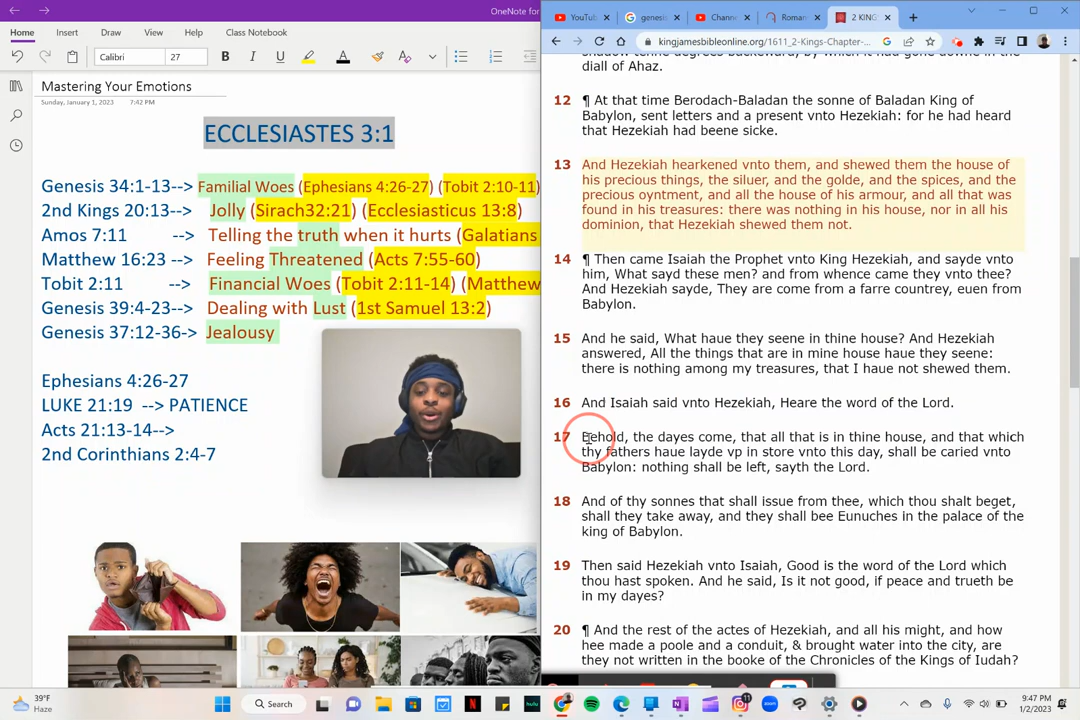 OneNote for
YouTub
genesis
Channe
Roman
2 KING
Home
Insert
Draw
View
Help
Class Notebook
kingjamesbibleonline.org/1611_2-Kings-Chapter-
Calibri
27
B
I
U
A
Mastering Your Emotions
Sunday, January 1, 2023
7:42 PM
ECCLESIASTES 3:1
Genesis 34:1-13--> Familial Woes (Ephesians 4:26-27) (Tobit 2:10-11)
2nd Kings 20:13--> Jolly (Sirach32:21) (Ecclesiasticus 13:8)
Amos 7:11 --> Telling the truth when it hurts (Galatians
Matthew 16:23 --> Feeling Threatened (Acts 7:55-60)
Tobit 2:11 --> Financial Woes (Tobit 2:11-14) (Matthew
Genesis 39:4-23--> Dealing with Lust (1st Samuel 13:2)
Genesis 37:12-36-> Jealousy
Ephesians 4:26-27
LUKE 21:19 --> PATIENCE
Acts 21:13-14-->
2nd Corinthians 2:4-7
diall of Ahaz.
12 ¶ At that time Berodach-Baladan the sonne of Baladan King of
Babylon, sent letters and a present vnto Hezekiah: for he had heard
that Hezekiah had beene sicke.
13 And Hezekiah hearkened vnto them, and shewed them the house of
his precious things, the siluer, and the golde, and the spices, and the
precious oyntment, and all the house of his armour, and all that was
found in his treasures: there was nothing in his house, nor in all his
dominion, that Hezekiah shewed them not.
14 ¶ Then came Isaiah the Prophet vnto King Hezekiah, and sayde vnto
him, What sayd these men? and from whence came they vnto thee?
And Hezekiah sayde, They are come from a farre countrey, euen from
Babylon.
15 And he said, What haue they seene in thine house? And Hezekiah
answered, All the things that are in mine house haue they seene:
there is nothing among my treasures, that I haue not shewed them.
16 And Isaiah said vnto Hezekiah, Heare the word of the Lord.
17 Behold, the dayes come, that all that is in thine house, and that which
thy fathers haue layde vp in store vnto this day, shall be caried vnto
Babylon: nothing shall be left, sayth the Lord.
18 And of thy sonnes that shall issue from thee, which thou shalt beget,
shall they take away, and they shall bee Eunuches in the palace of the
king of Babylon.
19 Then said Hezekiah vnto Isaiah, Good is the word of the Lord which
thou hast spoken. And he said, Is it not good, if peace and trueth be
in my dayes?
20 ¶ And the rest of the actes of Hezekiah, and all his might, and how
hee made a poole and a conduit, & brought water into the city, are
they not written in the booke of the Chronicles of the Kings of Iudah?
39°F
Haze
Search
hulu
11
9:47 PM
1/2/2023